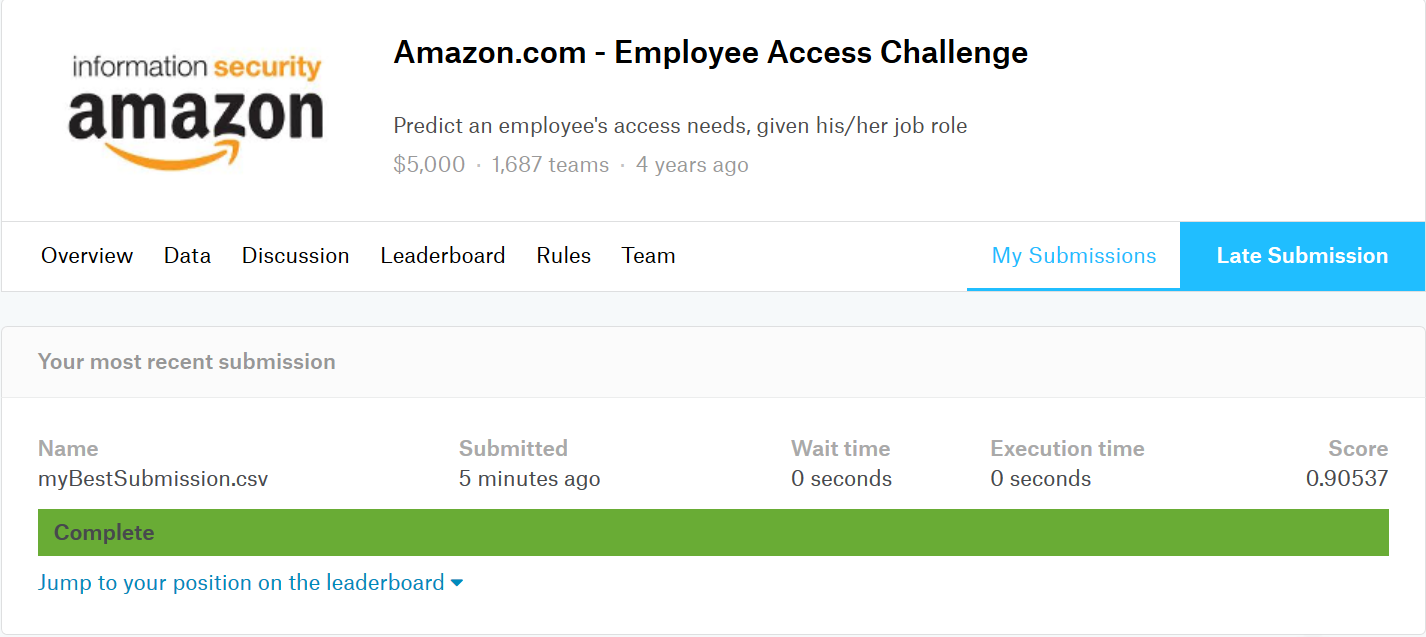 information security
amazon
Amazon.com - Employee Access Challenge
Predict an employee's access needs, given his/her job role
$5,000 · 1,687 teams · 4 years ago
Overview Data Discussion Leaderboard Rules Team My Submissions Late Submission
Your most recent submission
Name Submitted Wait time Execution time Score
myBestSubmission.csv 5 minutes ago 0 seconds 0 seconds 0.90537
Complete
Jump to your position on the leaderboard